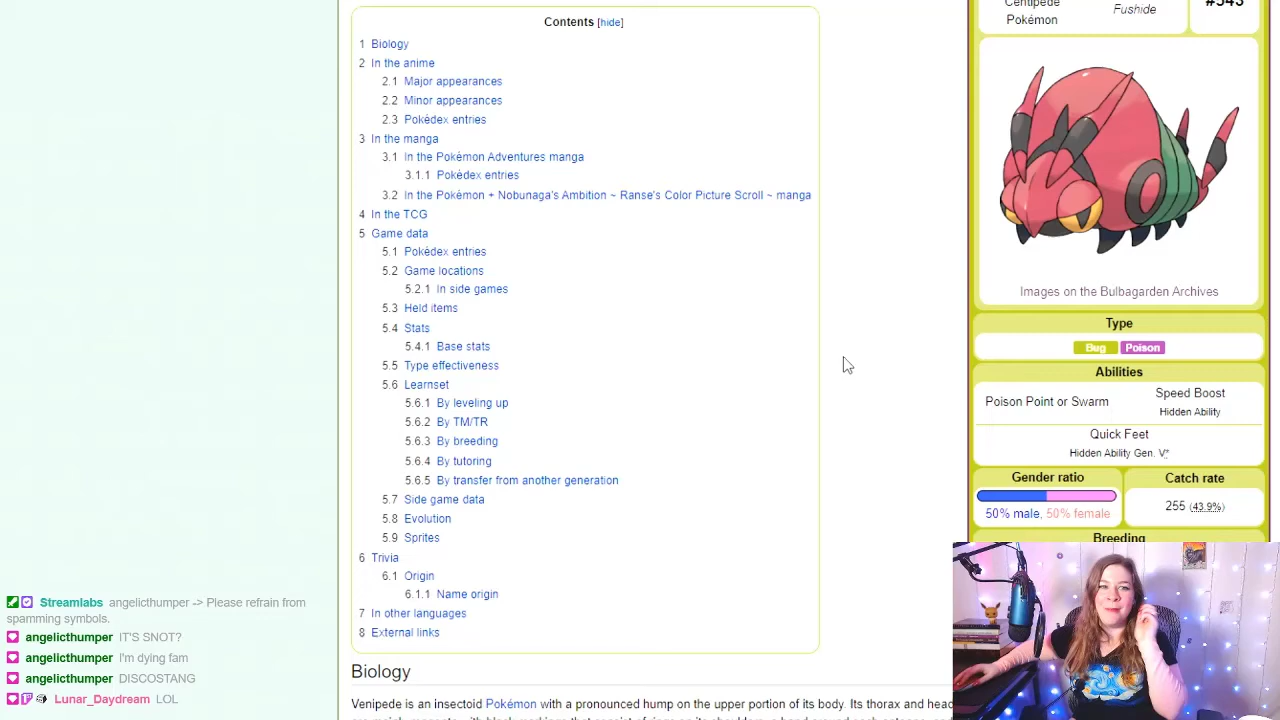 Contents [hide]
1 Biology
2 In the anime
2.1 Major appearances
2.2 Minor appearances
2.3 Pokédex entries
3 In the manga
3.1 In the Pokémon Adventures manga
3.1.1 Pokédex entries
3.2 In the Pokémon + Nobunaga's Ambition ~ Ranse's Color Picture Scroll ~ manga
4 In the TCG
5 Game data
5.1 Pokédex entries
5.2 Game locations
5.2.1 In side games
5.3 Held items
5.4 Stats
5.4.1 Base stats
5.5 Type effectiveness
5.6 Learnset
5.6.1 By leveling up
5.6.2 By TM/TR
5.6.3 By breeding
5.6.4 By tutoring
5.6.5 By transfer from another generation
5.7 Side game data
5.8 Evolution
5.9 Sprites
6 Trivia
6.1 Origin
6.1.1 Name origin
7 In other languages
8 External links
Biology
Venipede is an insectoid Pokémon with a pronounced hump on the upper portion of its body. Its thorax and head
Centipede
Pokémon
Fushide
#543
Images on the Bulbagarden Archives
Type
Bug Poison
Abilities
Poison Point or Swarm
Speed Boost
Hidden Ability
Quick Feet
Hidden Ability Gen. V*
Gender ratio
50% male, 50% female
Catch rate
255 (43.9%)
Breeding
Streamlabs angelicthumper -> Please refrain from
spamming symbols.
angelicthumper IT'S SNOT?
angelicthumper I'm dying fam
angelicthumper DISCOSTANG
Lunar_Daydream LOL